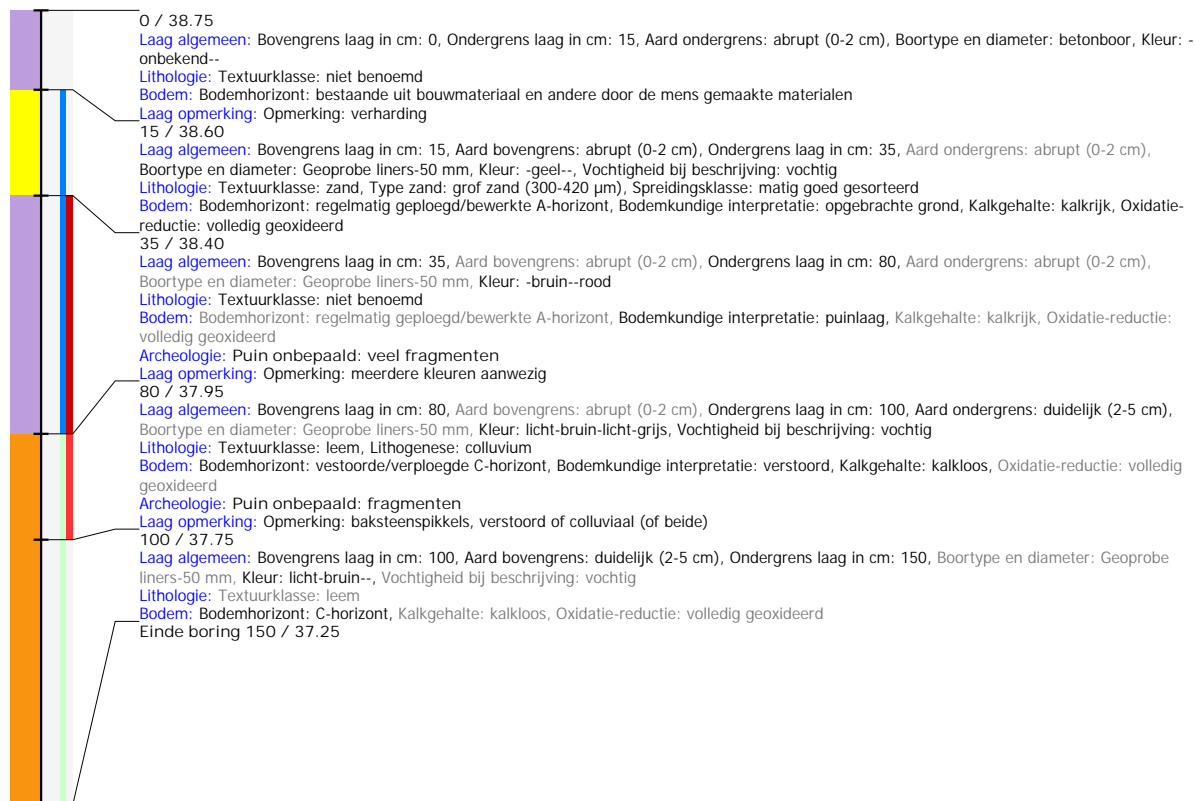 0 / 38.75
Laag algemeen: Bovengrens laag in cm: 0, Ondergrens laag in cm: 15, Aard ondergrens: abrupt (0-2 cm), Boortype en diameter: betonboor, Kleur: -
onbekend--
Lithologie: Textuurklasse: niet benoemd
Bodem: Bodemhorizont: bestaande uit bouwmateriaal en andere door de mens gemaakte materialen
Laag opmerking: Opmerking: verharding
15 / 38.60
Laag algemeen: Bovengrens laag in cm: 15, Aard bovengrens: abrupt (0-2 cm), Ondergrens laag in cm: 35, Aard ondergrens: abrupt (0-2 cm),
Boortype en diameter: Geoprobe liners-50 mm, Kleur: -geel--, Vochtigheid bij beschrijving: vochtig
Lithologie: Textuurklasse: zand, Type zand: grof zand (300-420 µm), Spreidingsklasse: matig goed gesorteerd
Bodem: Bodemhorizont: regelmatig geploegd/bewerkte A-horizont, Bodemkundige interpretatie: opgebrachte grond, Kalkgehalte: kalkrijk, Oxidatie-
reductie: volledig geoxideerd
35 / 38.40
Laag algemeen: Bovengrens laag in cm: 35, Aard bovengrens: abrupt (0-2 cm), Ondergrens laag in cm: 80, Aard ondergrens: abrupt (0-2 cm),
Boortype en diameter: Geoprobe liners-50 mm, Kleur: -bruin--rood
Lithologie: Textuurklasse: niet benoemd
Bodem: Bodemhorizont: regelmatig geploegd/bewerkte A-horizont, Bodemkundige interpretatie: puinlaag, Kalkgehalte: kalkrijk, Oxidatie-reductie:
volledig geoxideerd
Archeologie: Puin onbepaald: veel fragmenten
Laag opmerking: Opmerking: meerdere kleuren aanwezig
80 / 37.95
Laag algemeen: Bovengrens laag in cm: 80, Aard bovengrens: abrupt (0-2 cm), Ondergrens laag in cm: 100, Aard ondergrens: duidelijk (2-5 cm),
Boortype en diameter: Geoprobe liners-50 mm, Kleur: licht-bruin-licht-grijs, Vochtigheid bij beschrijving: vochtig
Lithologie: Textuurklasse: leem, Lithogenese: colluvium
Bodem: Bodemhorizont: vestoorde/verploegde C-horizont, Bodemkundige interpretatie: verstoord, Kalkgehalte: kalkloos, Oxidatie-reductie: volledig
geoxideerd
Archeologie: Puin onbepaald: fragmenten
Laag opmerking: Opmerking: baksteenspikkels, verstoord of colluviaal (of beide)
100 / 37.75
Laag algemeen: Bovengrens laag in cm: 100, Aard bovengrens: duidelijk (2-5 cm), Ondergrens laag in cm: 150, Boortype en diameter: Geoprobe
liners-50 mm, Kleur: licht-bruin--, Vochtigheid bij beschrijving: vochtig
Lithologie: Textuurklasse: leem
Bodem: Bodemhorizont: C-horizont, Kalkgehalte: kalkloos, Oxidatie-reductie: volledig geoxideerd
Einde boring 150 / 37.25